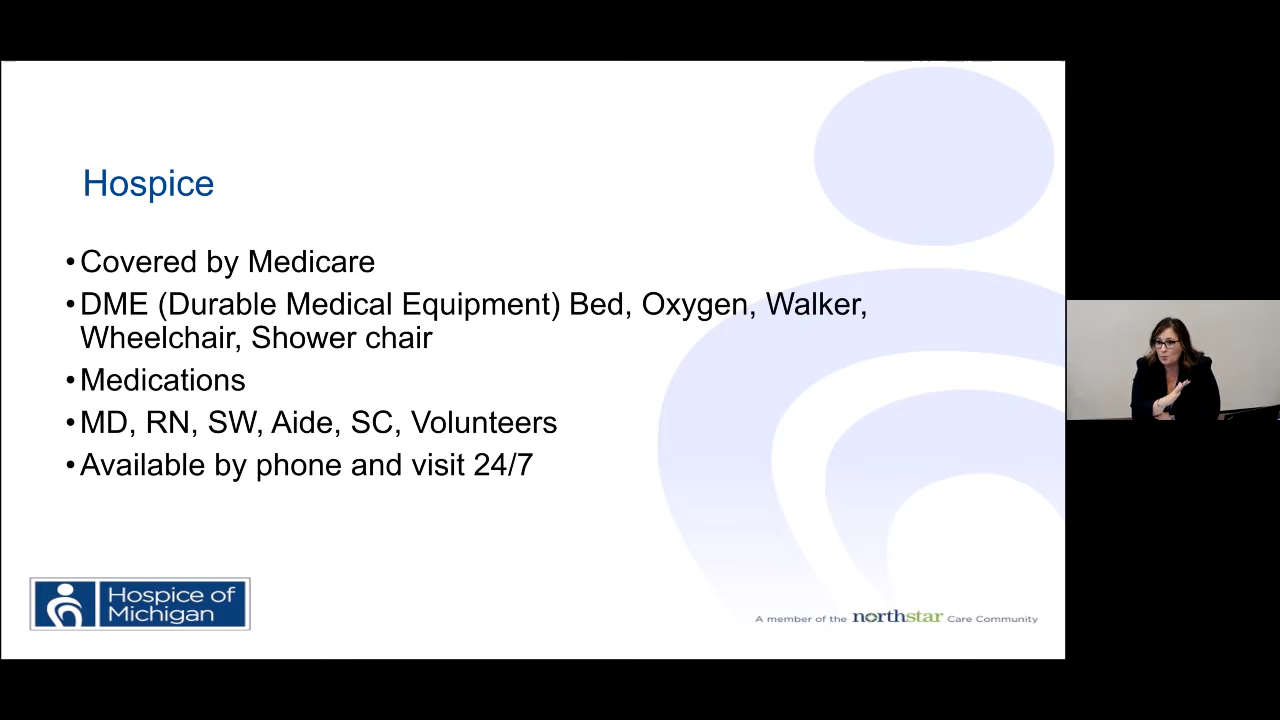 Hospice
•Covered by Medicare
•DME (Durable Medical Equipment) Bed, Oxygen, Walker,
Wheelchair, Shower chair
•Medications
•MD, RN, SW, Aide, SC, Volunteers
•Available by phone and visit 24/7
Hospice of
Michigan
A member of the northstar Care Community